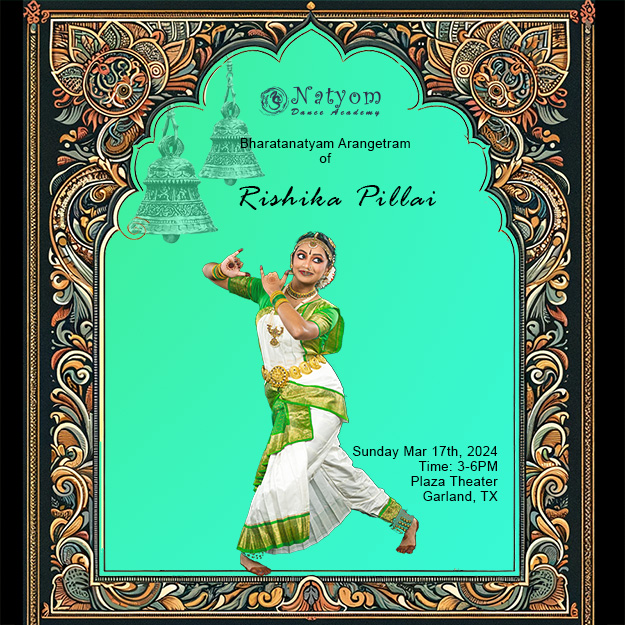 Natyom
Dance Academy
Bharatanatyam Arangetram
of
Rishika Pillai
Sunday Mar 17th, 2024
Time: 3-6PM
Plaza Theater
Garland, TX